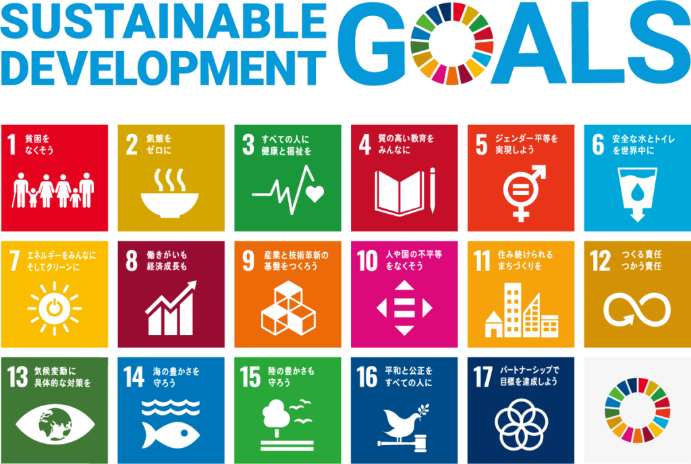 SUSTAINABLE
DEVELOPMENT
GOALS
1 貧困を
なくそう
2 飢餓を
ゼロに
3 すべての人に
健康と福祉を
4 質の高い教育を
みんなに
5 ジェンダー平等を
実現しよう
6 安全な水とトイレ
を世界中に
7 エネルギーをみんなに
そしてクリーンに
8 働きがいも
経済成長も
9 産業と技術革新の
基盤をつくろう
10 人や国の不平等
をなくそう
11 住み続けられる
まちづくりを
12 つくる責任
つかう責任
13 気候変動に
具体的な対策を
14 海の豊かさを
守ろう
15 陸の豊かさも
守ろう
16 平和と公正を
すべての人に
17 パートナーシップで
目標を達成しよう